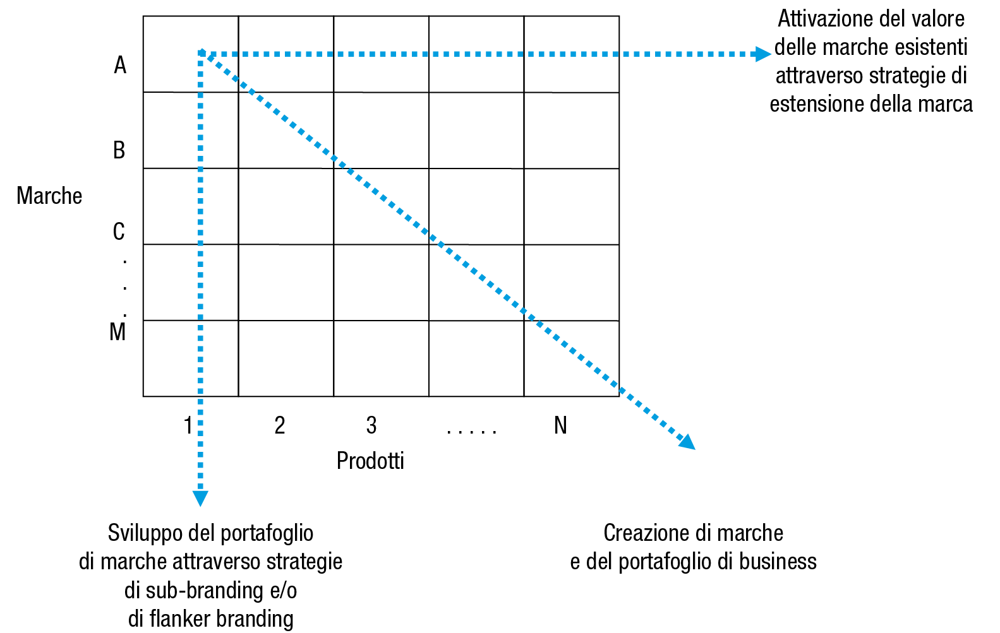 Attivazione del valore
delle marche esistenti
attraverso strategie di
estensione della marca
A
B
Marche
C
.
.
.
M
1 2 3 . . . . . N
Prodotti
Sviluppo del portafoglio
di marche attraverso strategie
di sub-branding e/o
di flanker branding
Creazione di marche
e del portafoglio di business